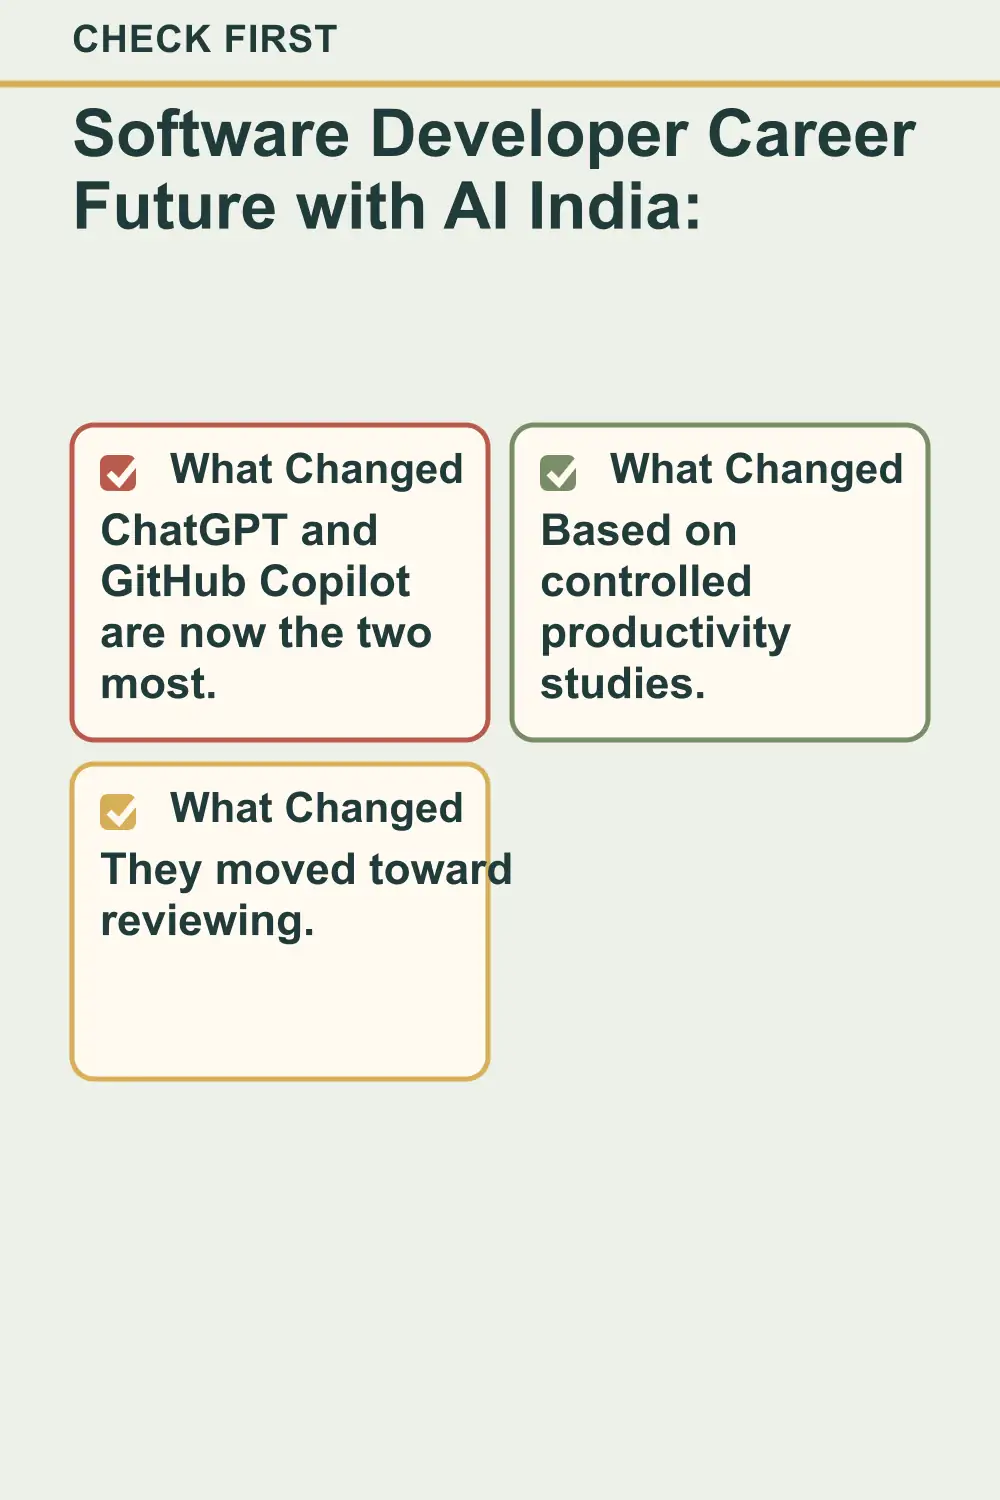 CHECK FIRST
Software Developer Career
Future with AI India:
What Changed
ChatGPT and
GitHub Copilot
are now the two
most.
What Changed
Based on
controlled
productivity
studies.
What Changed
They moved toward
reviewing.